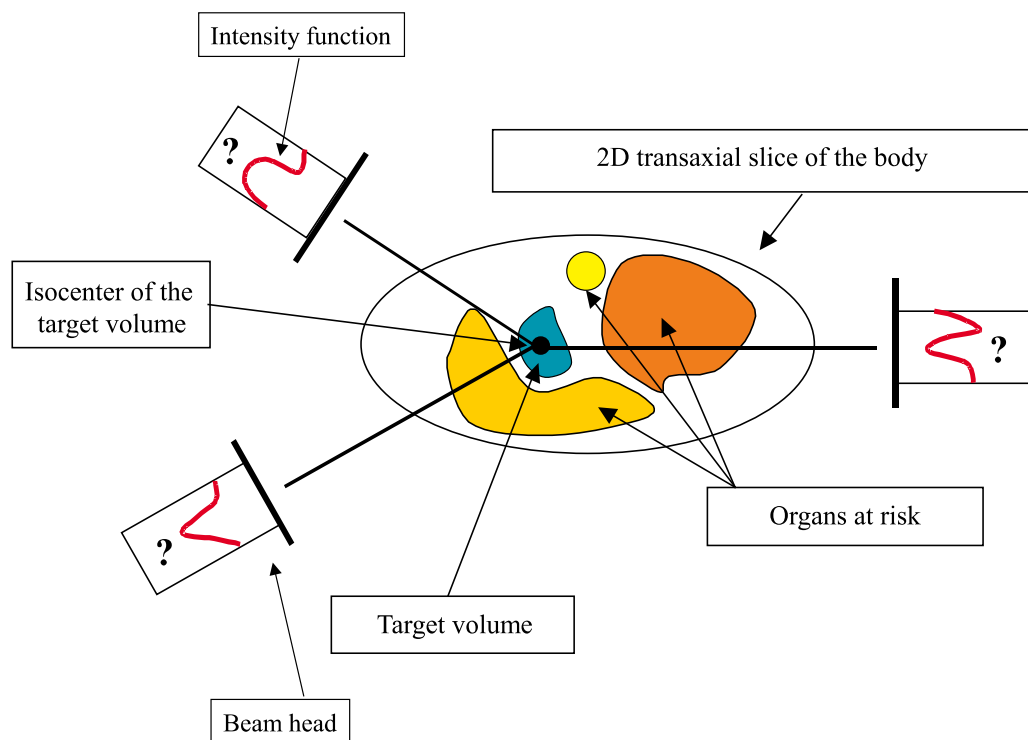 Intensity function
?
2D transaxial slice of the body
Isocenter of the
target volume
?
?
Organs at risk
Target volume
Beam head